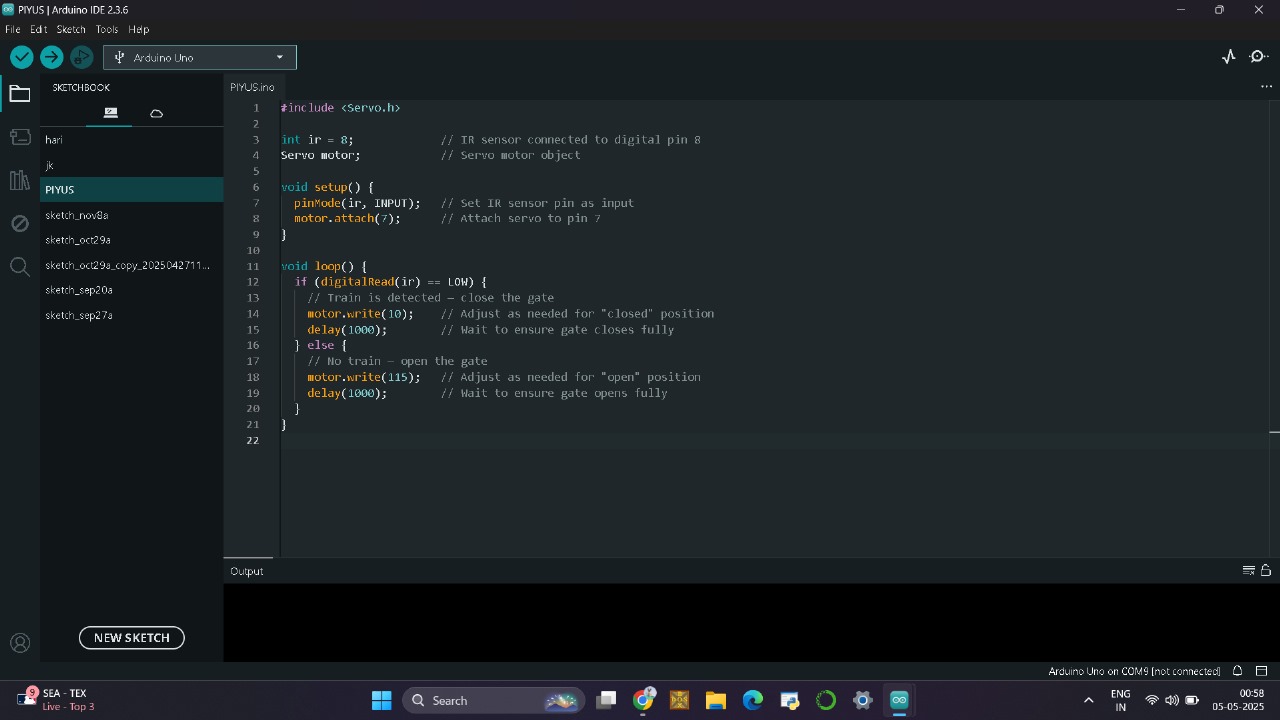 PIYUS | Arduino IDE 2.3.6
File Edit Sketch Tools Help
Arduino Uno
SKETCHBOOK
hari
jk
PIYUS
sketch_nov8a
sketch_oct29a
sketch_oct29a_copy_2025042711...
sketch_sep20a
sketch_sep27a
NEW SKETCH
PIYUS.ino
...
1 #include <Servo.h>
2
3 int ir = 8; // IR sensor connected to digital pin 8
4 Servo motor; // Servo motor object
5
6 void setup() {
7 pinMode(ir, INPUT); // Set IR sensor pin as input
8 motor.attach(7); // Attach servo to pin 7
9 }
10
11 void loop() {
12 if (digitalRead(ir) == LOW) {
13 // Train is detected — close the gate
14 motor.write(10); // Adjust as needed for "closed" position
15 delay(1000); // Wait to ensure gate closes fully
16 } else {
17 // No train — open the gate
18 motor.write(115); // Adjust as needed for "open" position
19 delay(1000); // Wait to ensure gate opens fully
20 }
21 }
22
Output
Arduino Uno on COM9 [not connected]
9
SEA - TEX
Live - Top 3
Search
ENG
IN
00:58
05-05-2025